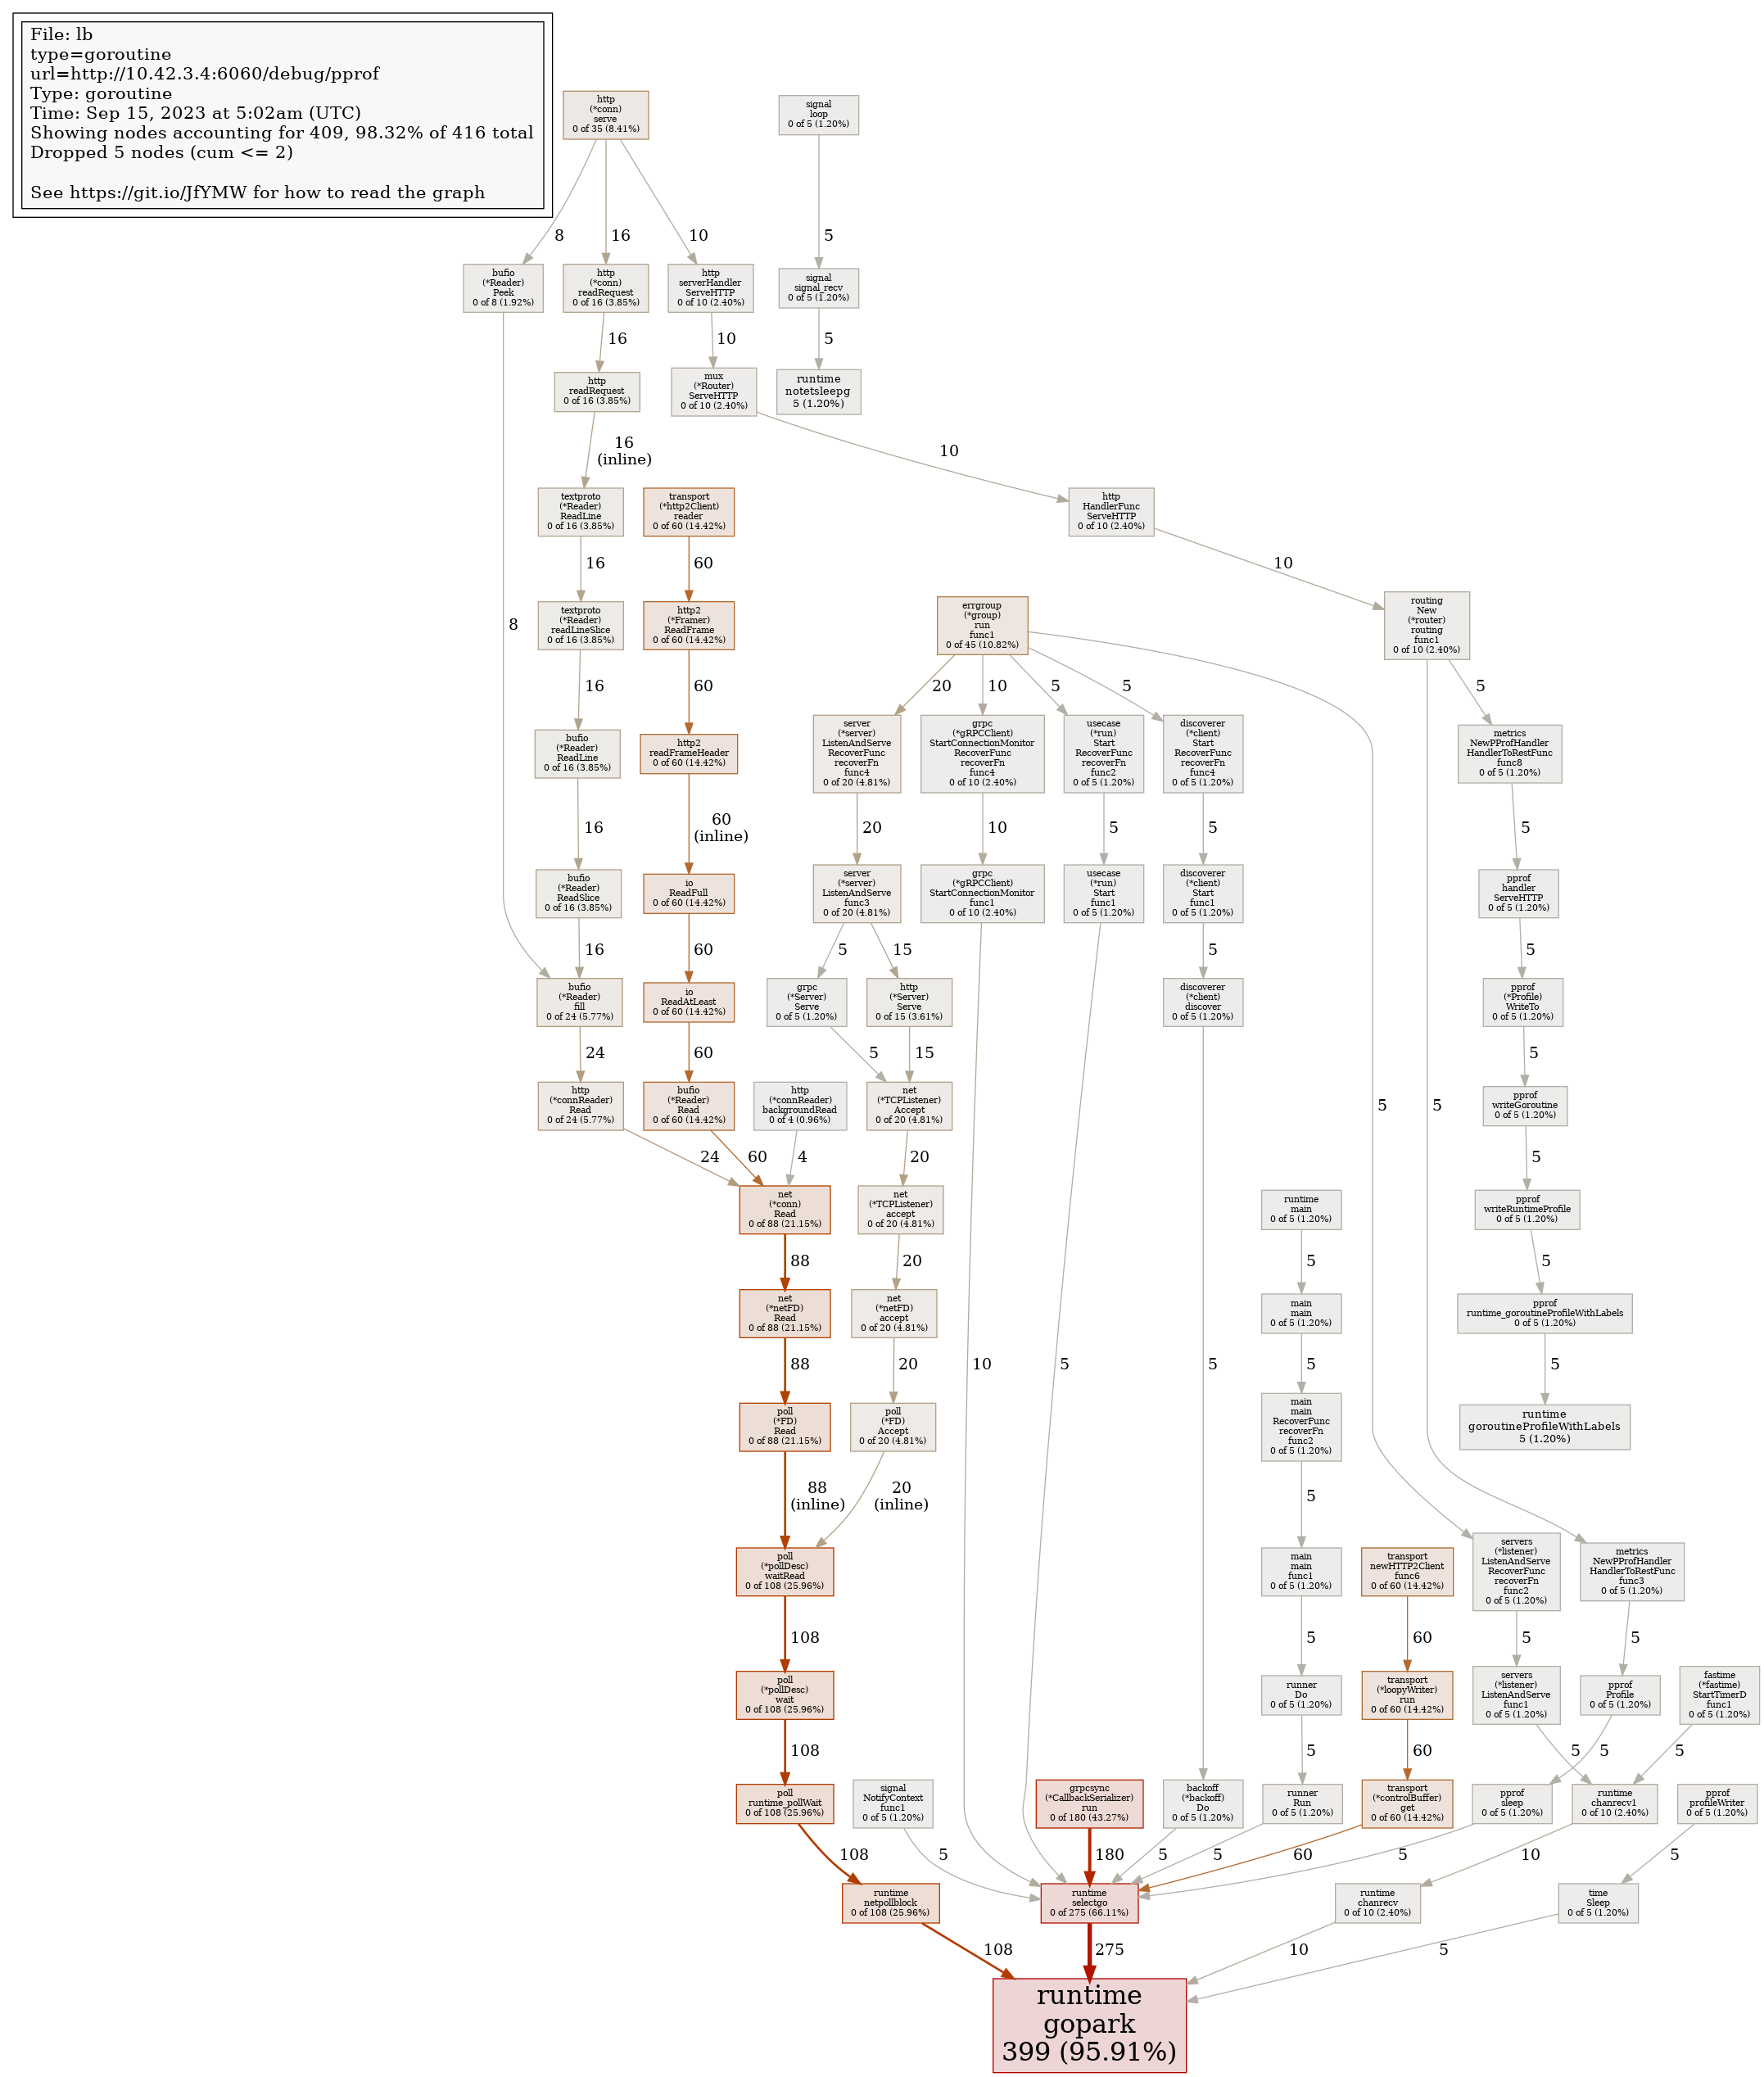 File: lb
type=goroutine
url=http://10.42.3.4:6060/debug/pprof
Type: goroutine
Time: Sep 15, 2023 at 5:02am (UTC)
Showing nodes accounting for 409, 98.32% of 416 total
Dropped 5 nodes (cum <= 2)
See https://git.io/JfYMW for how to read the graph
http
(*conn)
serve
0 of 35 (8.41%)
signal
loop
0 of 5 (1.20%)
8
16
10
5
bufio
(*Reader)
Peek
0 of 8 (1.92%)
http
(*conn)
readRequest
0 of 16 (3.85%)
http
serverHandler
ServeHTTP
0 of 10 (2.40%)
signal
signal_recv
0 of 5 (1.20%)
16
10
5
http
readRequest
0 of 16 (3.85%)
mux
(*Router)
ServeHTTP
0 of 10 (2.40%)
runtime
notetsleepg
5 (1.20%)
16
(inline)
10
textproto
(*Reader)
ReadLine
0 of 16 (3.85%)
transport
(*http2Client)
reader
0 of 60 (14.42%)
http
HandlerFunc
ServeHTTP
0 of 10 (2.40%)
16
60
10
textproto
(*Reader)
readLineSlice
0 of 16 (3.85%)
http2
(*Framer)
ReadFrame
0 of 60 (14.42%)
errgroup
(*group)
run
func1
0 of 45 (10.82%)
routing
New
(*router)
routing
func1
0 of 10 (2.40%)
8
16
60
20
10
5
5
5
bufio
(*Reader)
ReadLine
0 of 16 (3.85%)
http2
readFrameHeader
0 of 60 (14.42%)
server
(*server)
ListenAndServe
RecoverFunc
recoverFn
func4
0 of 20 (4.81%)
grpc
(*gRPCClient)
StartConnectionMonitor
RecoverFunc
recoverFn
func4
0 of 10 (2.40%)
usecase
(*run)
Start
RecoverFunc
recoverFn
func2
0 of 5 (1.20%)
discoverer
(*client)
Start
RecoverFunc
recoverFn
func4
0 of 5 (1.20%)
metrics
NewPProfHandler
HandlerToRestFunc
func8
0 of 5 (1.20%)
16
60
(inline)
20
10
5
5
5
bufio
(*Reader)
ReadSlice
0 of 16 (3.85%)
io
ReadFull
0 of 60 (14.42%)
server
(*server)
ListenAndServe
func3
0 of 20 (4.81%)
grpc
(*gRPCClient)
StartConnectionMonitor
func1
0 of 10 (2.40%)
usecase
(*run)
Start
func1
0 of 5 (1.20%)
discoverer
(*client)
Start
func1
0 of 5 (1.20%)
pprof
handler
ServeHTTP
0 of 5 (1.20%)
16
60
5
15
5
5
bufio
(*Reader)
fill
0 of 24 (5.77%)
io
ReadAtLeast
0 of 60 (14.42%)
grpc
(*Server)
Serve
0 of 5 (1.20%)
http
(*Server)
Serve
0 of 15 (3.61%)
discoverer
(*client)
discover
0 of 5 (1.20%)
pprof
(*Profile)
WriteTo
0 of 5 (1.20%)
24
60
5
15
5
http
(*connReader)
Read
0 of 24 (5.77%)
bufio
(*Reader)
Read
0 of 60 (14.42%)
http
(*connReader)
backgroundRead
0 of 4 (0.96%)
net
(*TCPListener)
Accept
0 of 20 (4.81%)
pprof
writeGoroutine
0 of 5 (1.20%)
5
5
24
60
4
20
5
net
(*conn)
Read
0 of 88 (21.15%)
net
(*TCPListener)
accept
0 of 20 (4.81%)
runtime
main
0 of 5 (1.20%)
pprof
writeRuntimeProfile
0 of 5 (1.20%)
88
20
5
5
net
(*netFD)
Read
0 of 88 (21.15%)
net
(*netFD)
accept
0 of 20 (4.81%)
main
main
0 of 5 (1.20%)
pprof
runtime_goroutineProfileWithLabels
0 of 5 (1.20%)
88
20
10
5
5
5
5
poll
(*FD)
Read
0 of 88 (21.15%)
poll
(*FD)
Accept
0 of 20 (4.81%)
main
main
RecoverFunc
recoverFn
func2
0 of 5 (1.20%)
runtime
goroutineProfileWithLabels
5 (1.20%)
88
(inline)
20
(inline)
5
poll
(*pollDesc)
waitRead
0 of 108 (25.96%)
main
main
func1
0 of 5 (1.20%)
transport
newHTTP2Client
func6
0 of 60 (14.42%)
servers
(*listener)
ListenAndServe
RecoverFunc
recoverFn
func2
0 of 5 (1.20%)
metrics
NewPProfHandler
HandlerToRestFunc
func3
0 of 5 (1.20%)
108
5
60
5
5
poll
(*pollDesc)
wait
0 of 108 (25.96%)
runner
Do
0 of 5 (1.20%)
transport
(*loopyWriter)
run
0 of 60 (14.42%)
servers
(*listener)
ListenAndServe
func1
0 of 5 (1.20%)
pprof
Profile
0 of 5 (1.20%)
fastime
(*fastime)
StartTimerD
func1
0 of 5 (1.20%)
108
5
60
5
5
5
poll
runtime_pollWait
0 of 108 (25.96%)
signal
NotifyContext
func1
0 of 5 (1.20%)
grpcsync
(*CallbackSerializer)
run
0 of 180 (43.27%)
backoff
(*backoff)
Do
0 of 5 (1.20%)
runner
Run
0 of 5 (1.20%)
transport
(*controlBuffer)
get
0 of 60 (14.42%)
pprof
sleep
0 of 5 (1.20%)
runtime
chanrecv1
0 of 10 (2.40%)
pprof
profileWriter
0 of 5 (1.20%)
108
5
180
5
5
60
5
10
5
runtime
netpollblock
0 of 108 (25.96%)
runtime
selectgo
0 of 275 (66.11%)
runtime
chanrecv
0 of 10 (2.40%)
time
Sleep
0 of 5 (1.20%)
108
275
10
5
runtime
gopark
399 (95.91%)